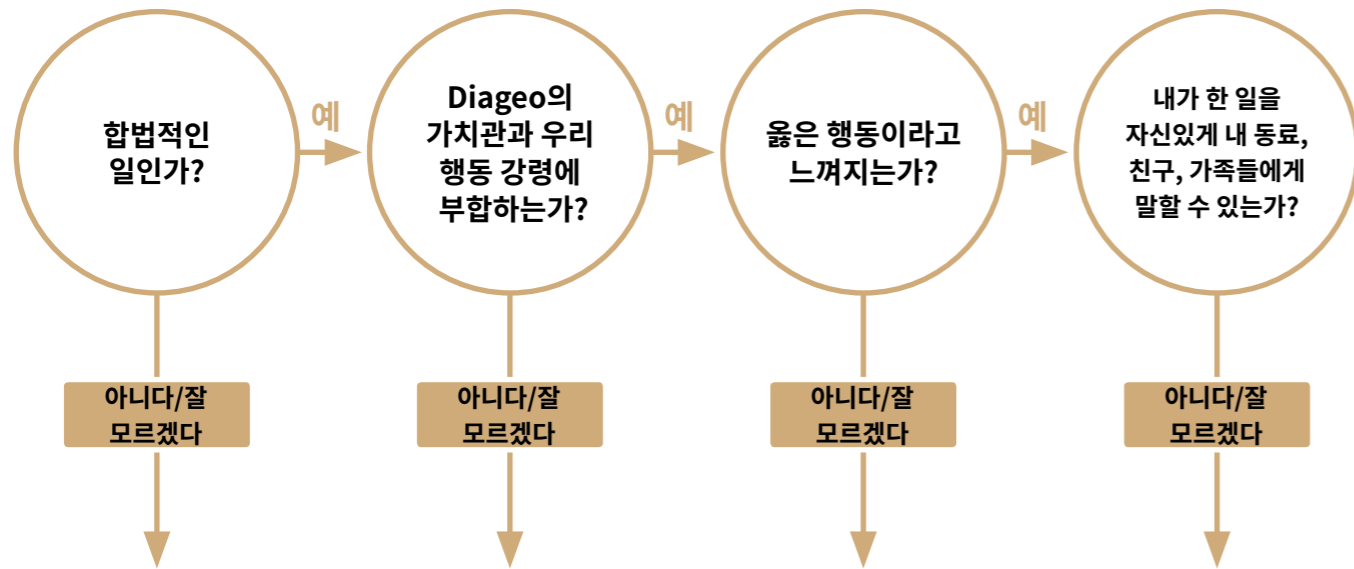 합법적인
일인가?
예
Diageo의
가치관과 우리
행동 강령에
부합하는가?
예
옳은 행동이라고
느껴지는가?
예
내가 한 일을
자신있게 내 동료,
친구, 가족들에게
말할 수 있는가?
아니다/잘
모르겠다
아니다/잘
모르겠다
아니다/잘
모르겠다
아니다/잘
모르겠다